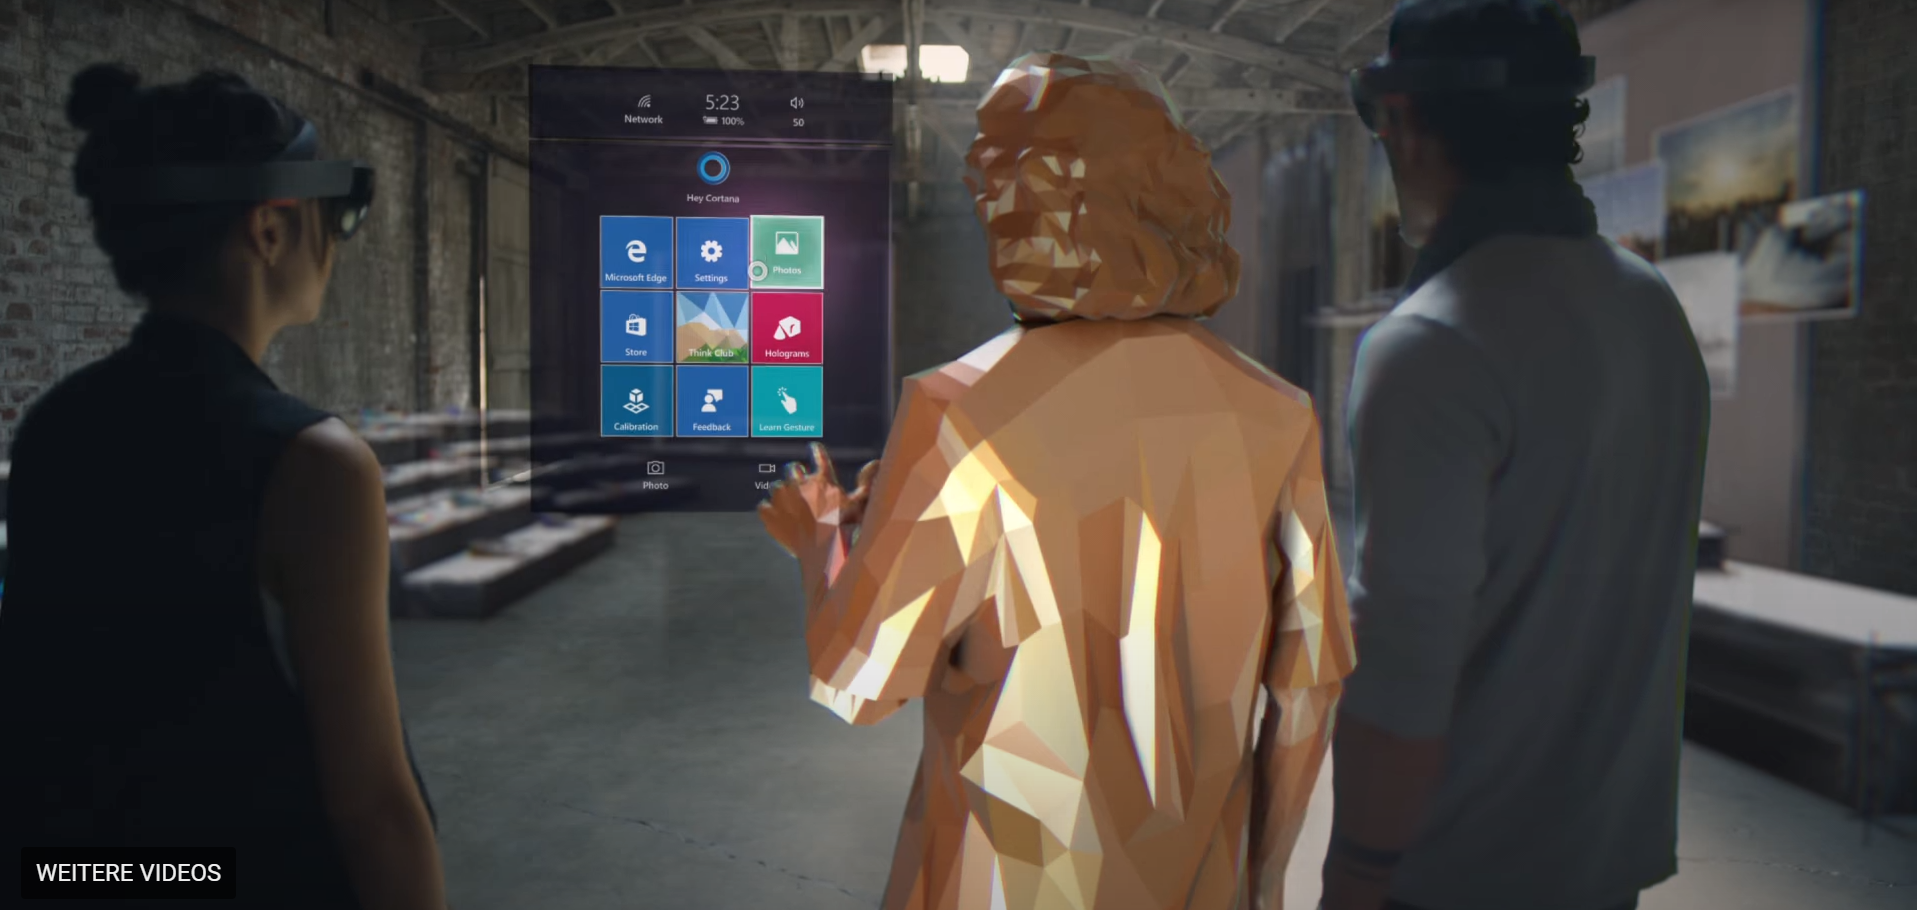 5:23
Network
100%
50
Hey Cortana
Microsoft Edge
Settings
Photos
Store
Think Club
Holograms
Calibration
Feedback
Learn Gesture
Photo
Vid
WEITERE VIDEOS